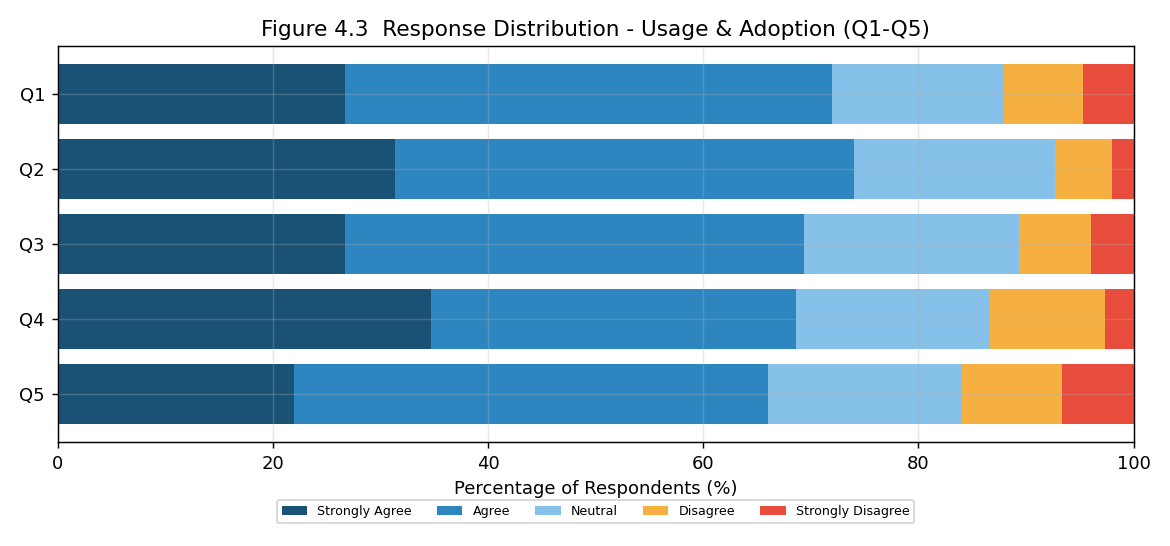 Figure 4.3  Response Distribution - Usage & Adoption (Q1-Q5)
Q1
Q2
Q3
Q4
Q5
0 20 40 60 80 100
Percentage of Respondents (%)
Strongly Agree Agree Neutral Disagree Strongly Disagree